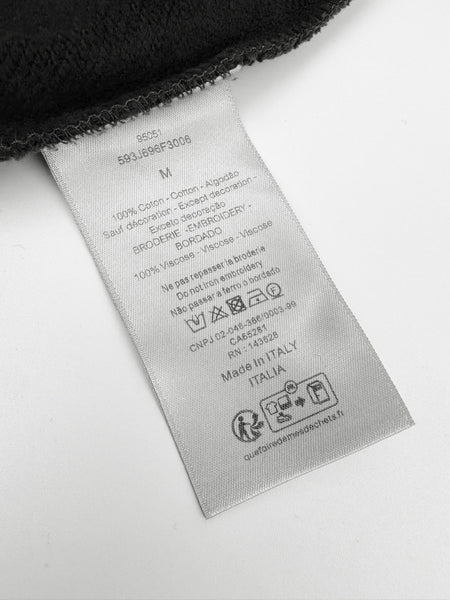 95051
593J696F3006
M
100% Coton - Cotton - Algodão
Sauf décoration - Except decoration -
Exceto decoração
BRODERIE - EMBROIDERY -
BORDADO
100% Viscose - Viscose - Viscose
Ne pas repasser la broderie
Do not iron embroidery
Não passar a ferro o bordado
CNPJ 02-046-386/0003-99
CA65281
RN : 143628
Made In ITALY
ITALIA
quefairedemesdechets.fr